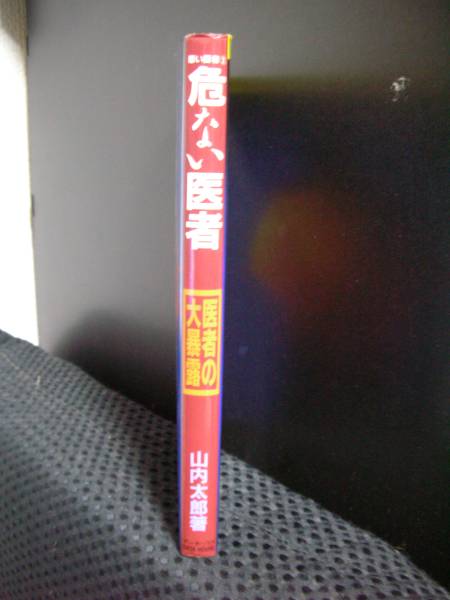 危ない医者
医者の
大暴露
山内太郎著